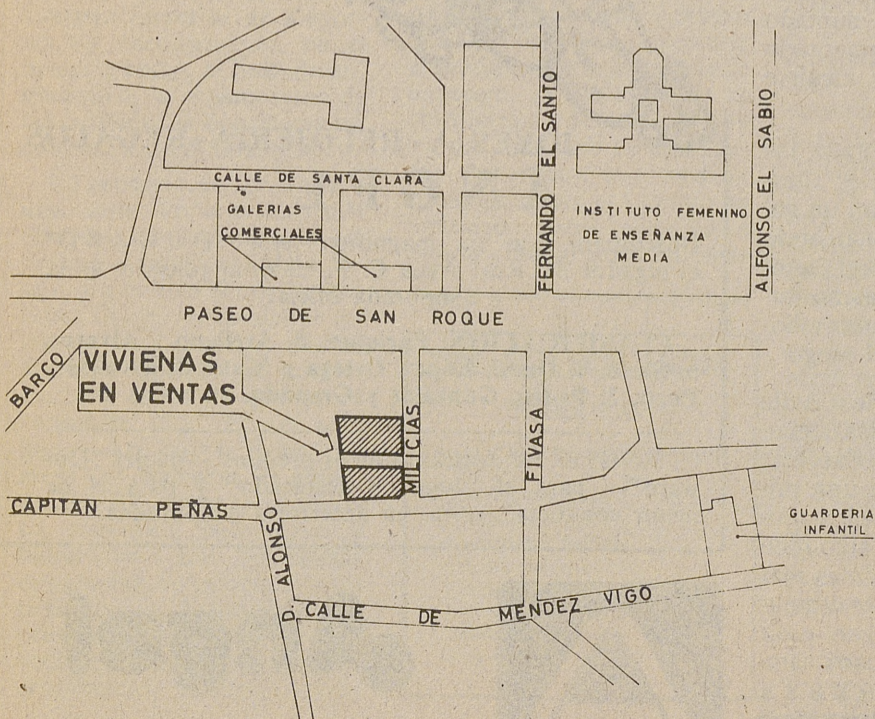 FERNANDO EL SANTO
ALFONSO EL SABIO
CALLE DE SANTA CLARA
GALERIAS
COMERCIALES
INSTITUTO FEMENINO
DE ENSEÑANZA
MEDIA
PASEO DE SAN ROQUE
BARCO
VIVIENAS
EN VENTAS
MILICIAS
FIVASA
CAPITAN PEÑAS
D. ALONSO
GUARDERIA
INFANTIL
CALLE DE MENDEZ VIGO